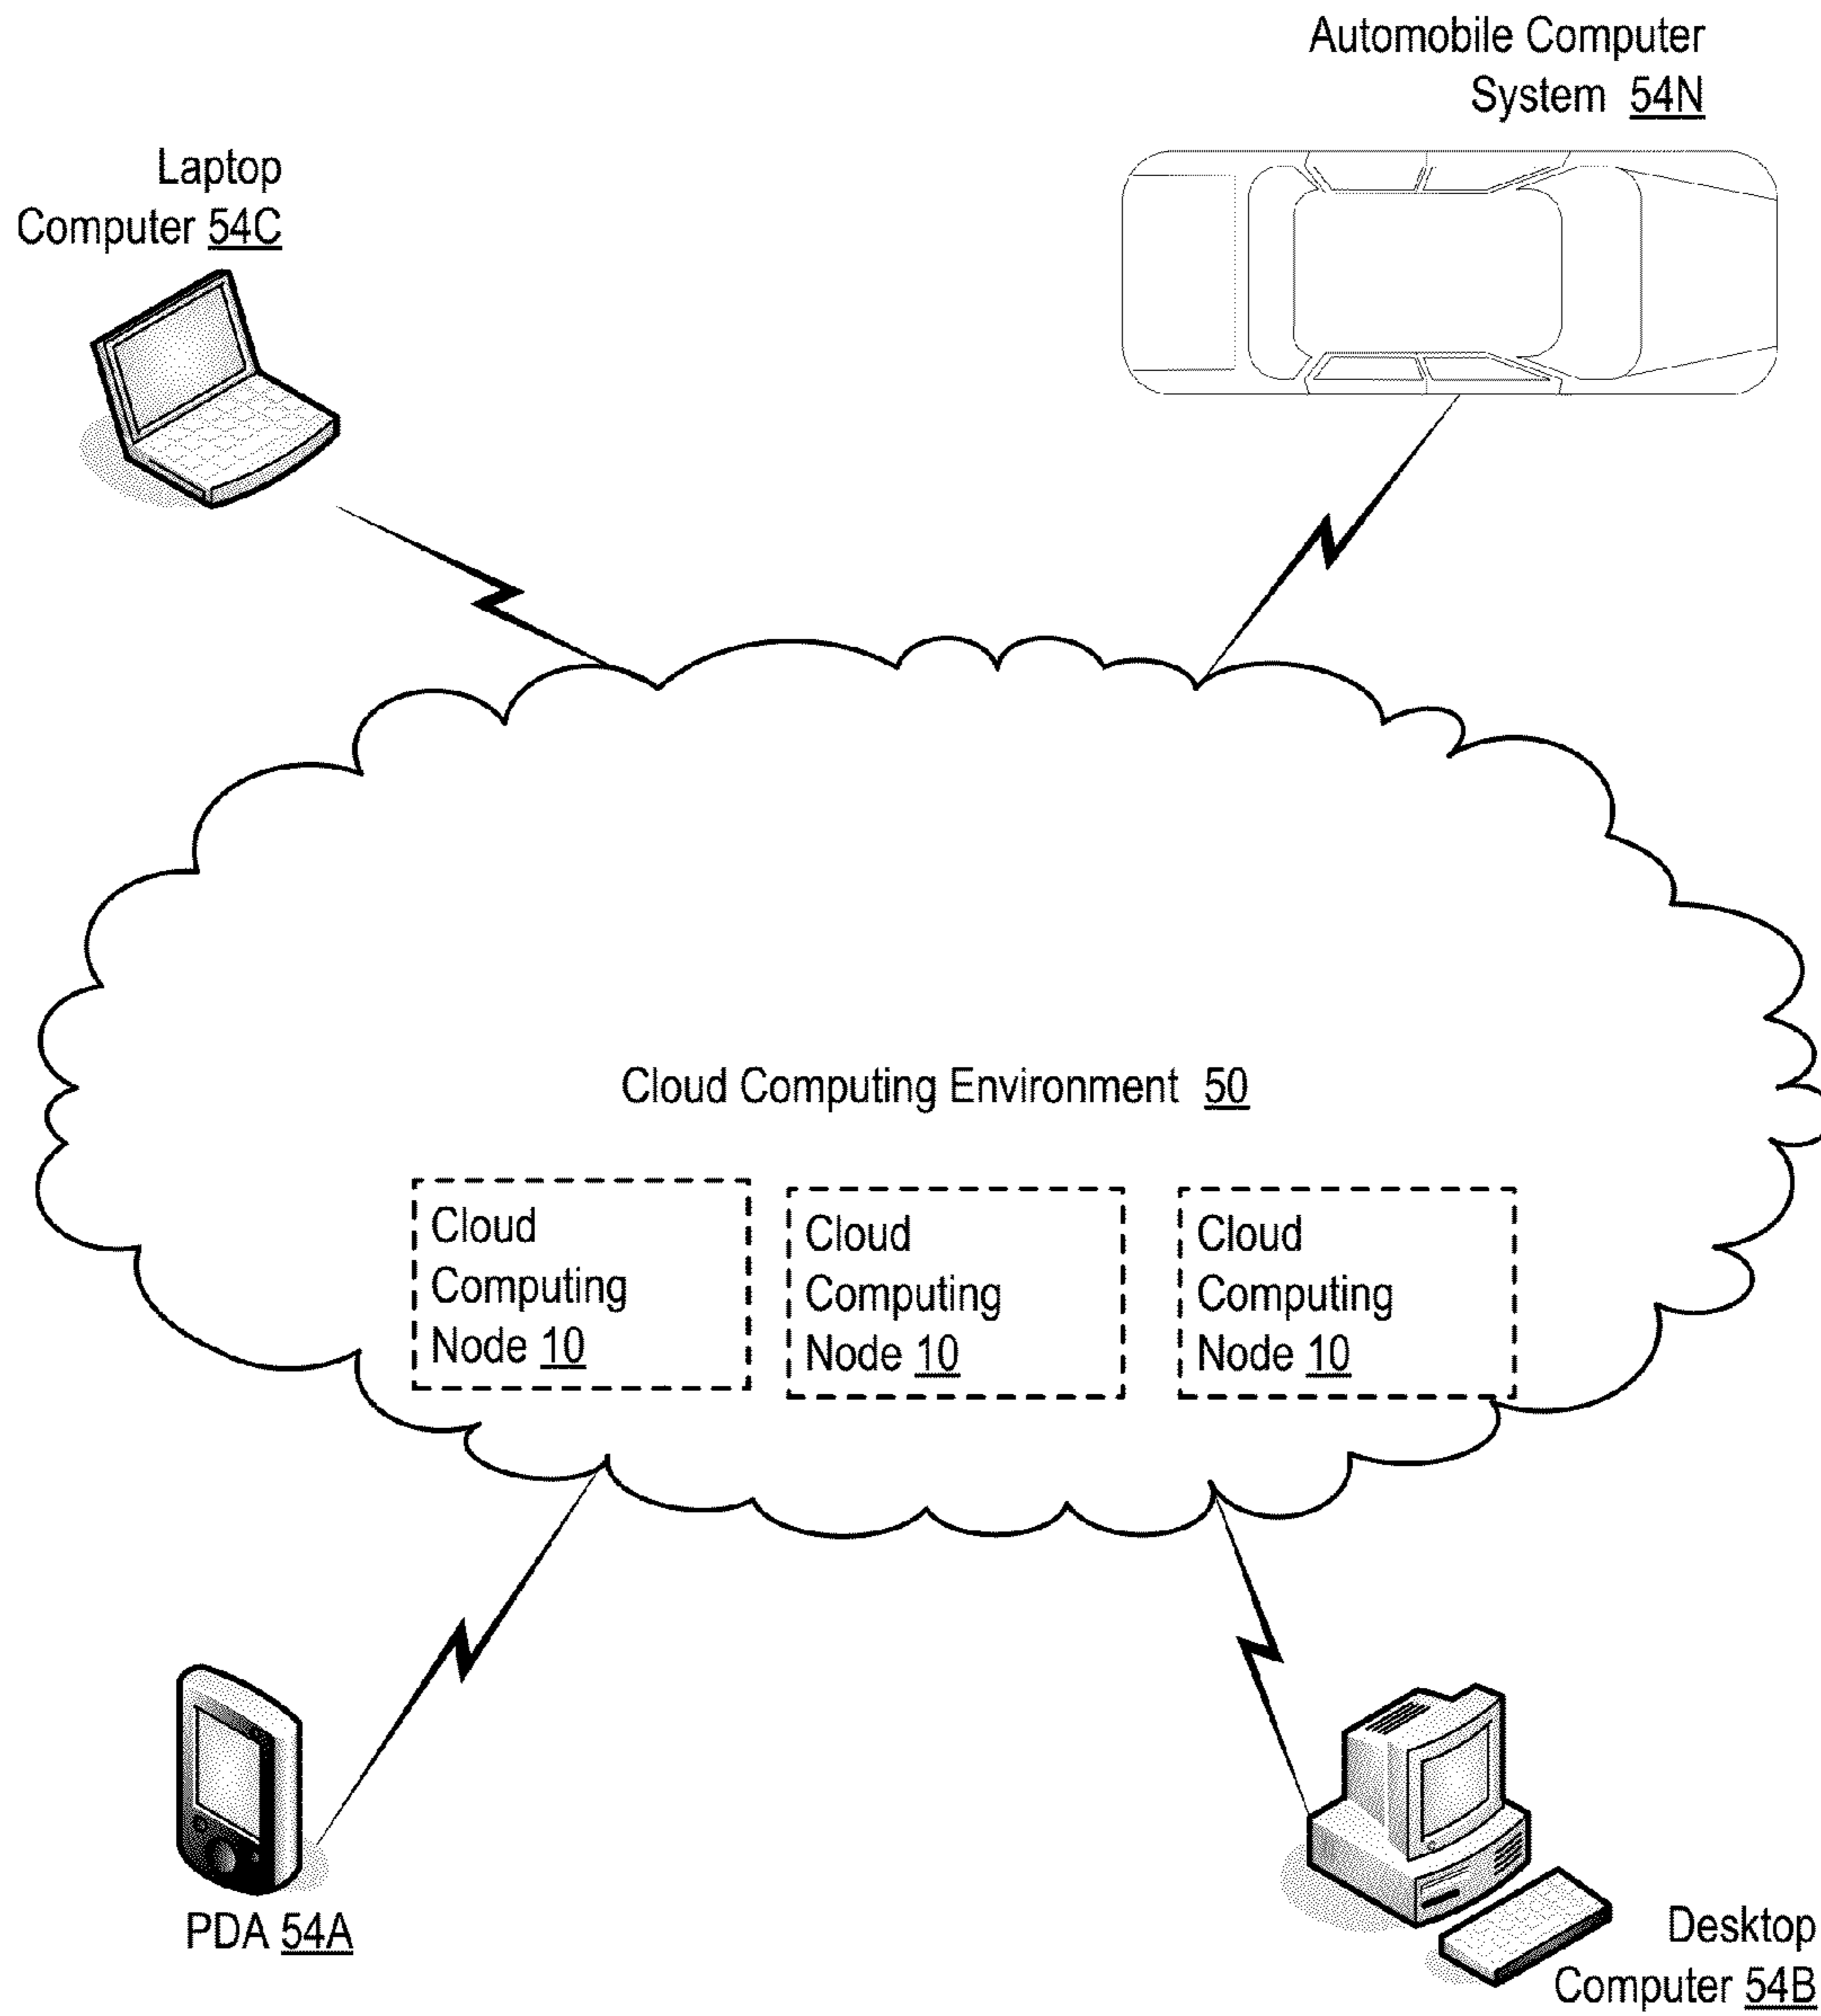 Automobile Computer
System 54N
Laptop
Computer 54C
Cloud Computing Environment 50
Cloud
Computing
Node 10
Cloud
Computing
Node 10
Cloud
Computing
Node 10
PDA 54A
Desktop
Computer 54B